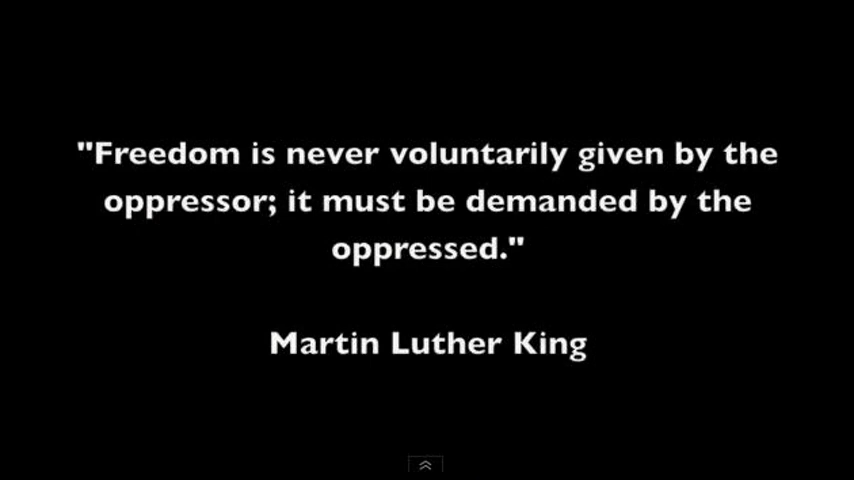 "Freedom is never voluntarily given by the
oppressor; it must be demanded by the
oppressed."
Martin Luther King